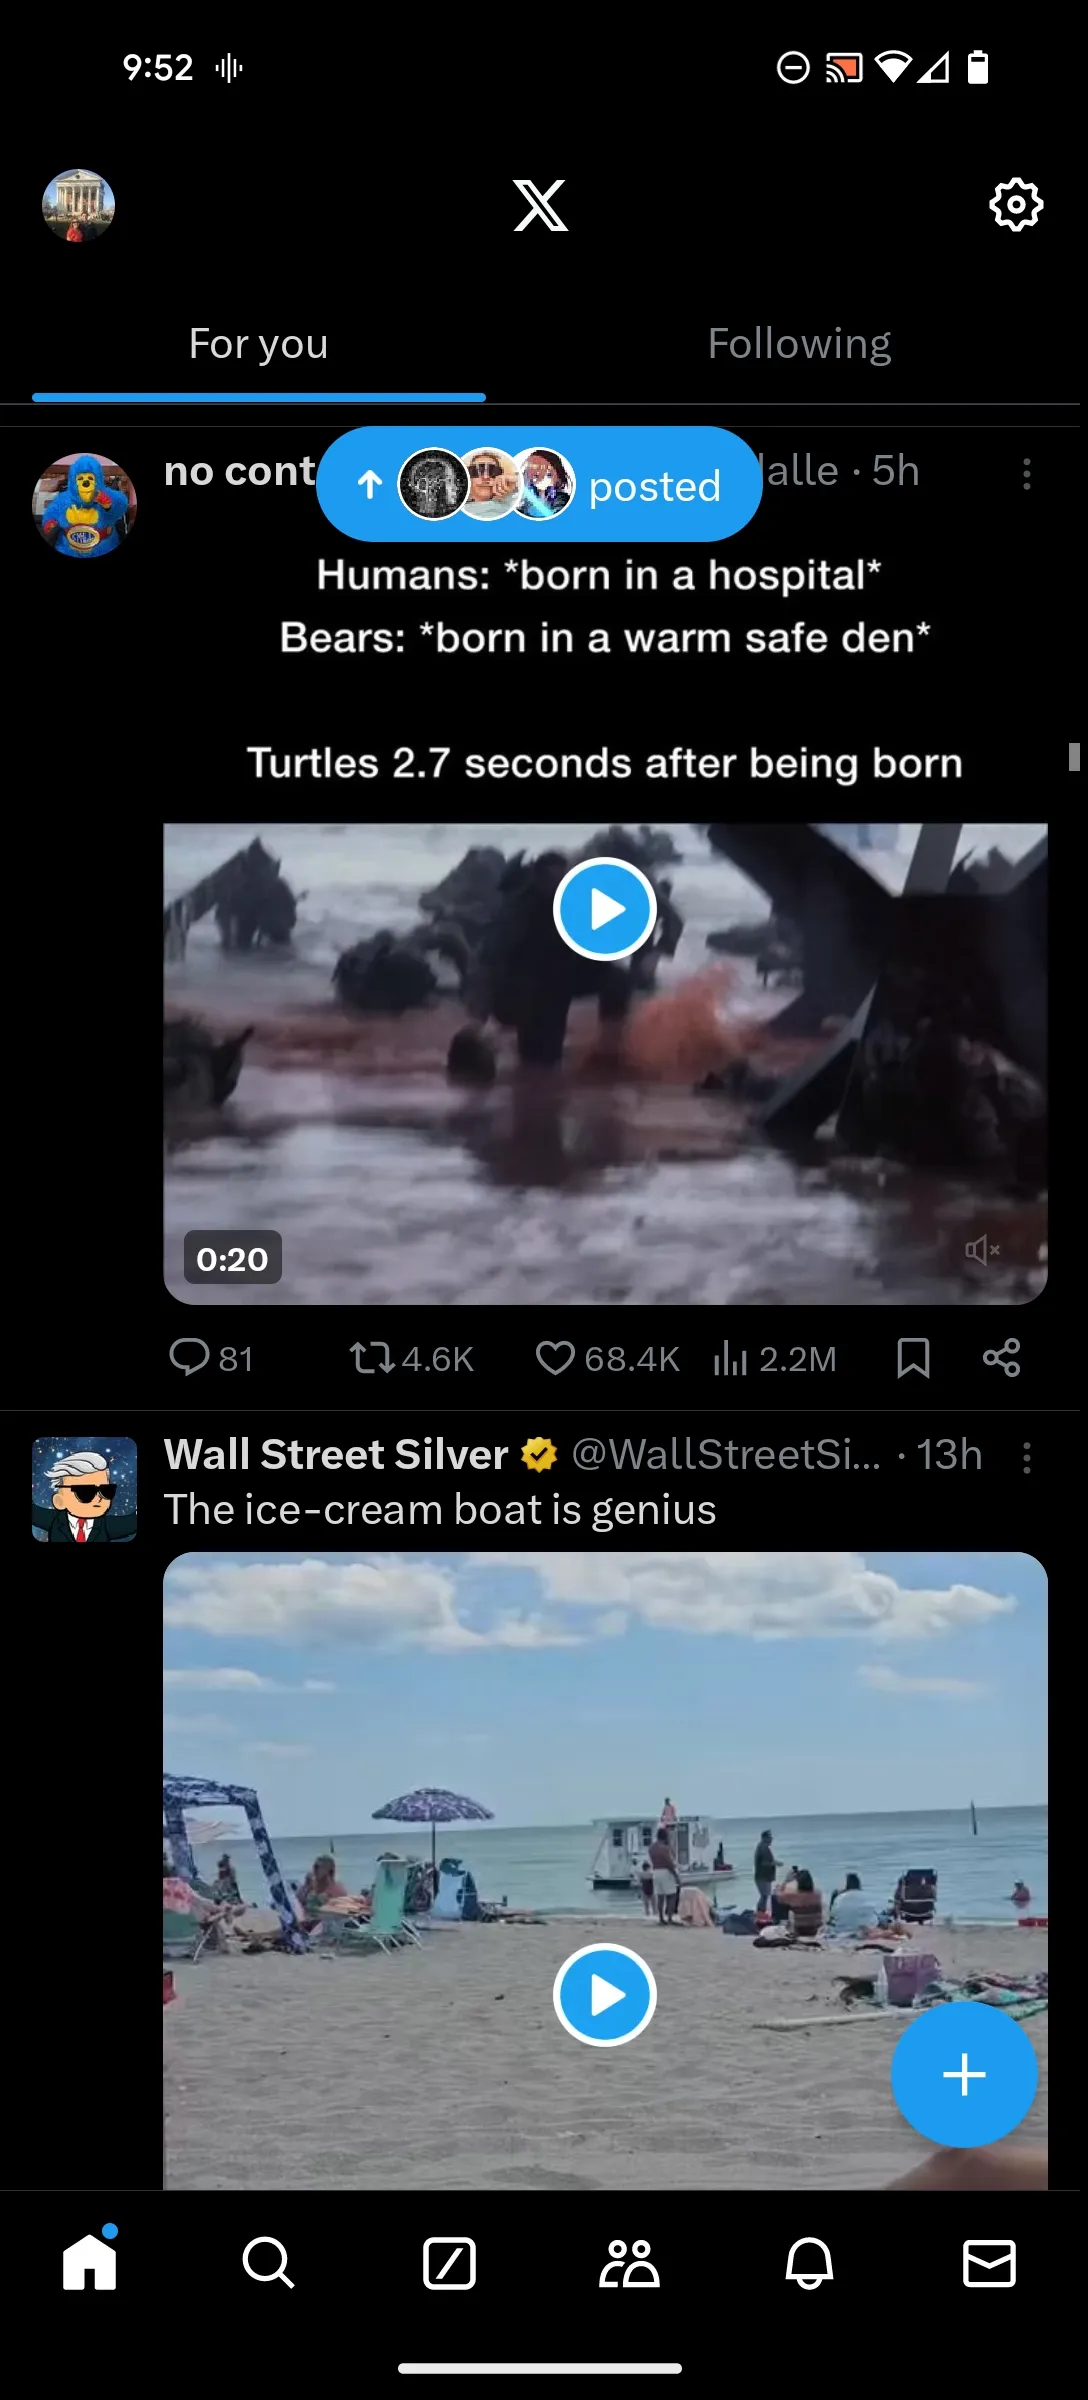 9:52
For you
Following
no cont
posted
alle · 5h
Humans: *born in a hospital*
Bears: *born in a warm safe den*
Turtles 2.7 seconds after being born
0:20
81
4.6K
68.4K
2.2M
Wall Street Silver @WallStreetSi... · 13h
The ice-cream boat is genius